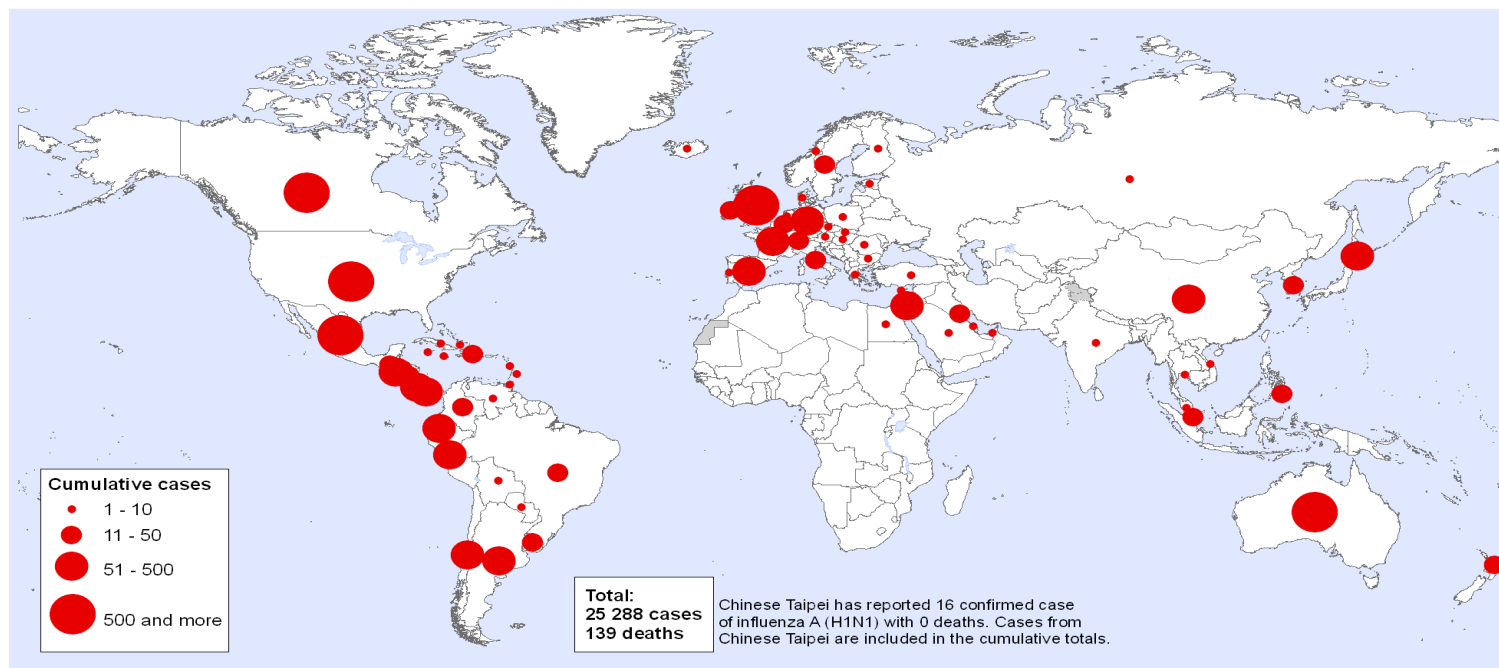 Cumulative cases
1 - 10
11 - 50
51 - 500
500 and more
Total:
25 288 cases
139 deaths
Chinese Taipei has reported 16 confirmed case
of influenza A (H1N1) with 0 deaths. Cases from
Chinese Taipei are included in the cumulative totals.